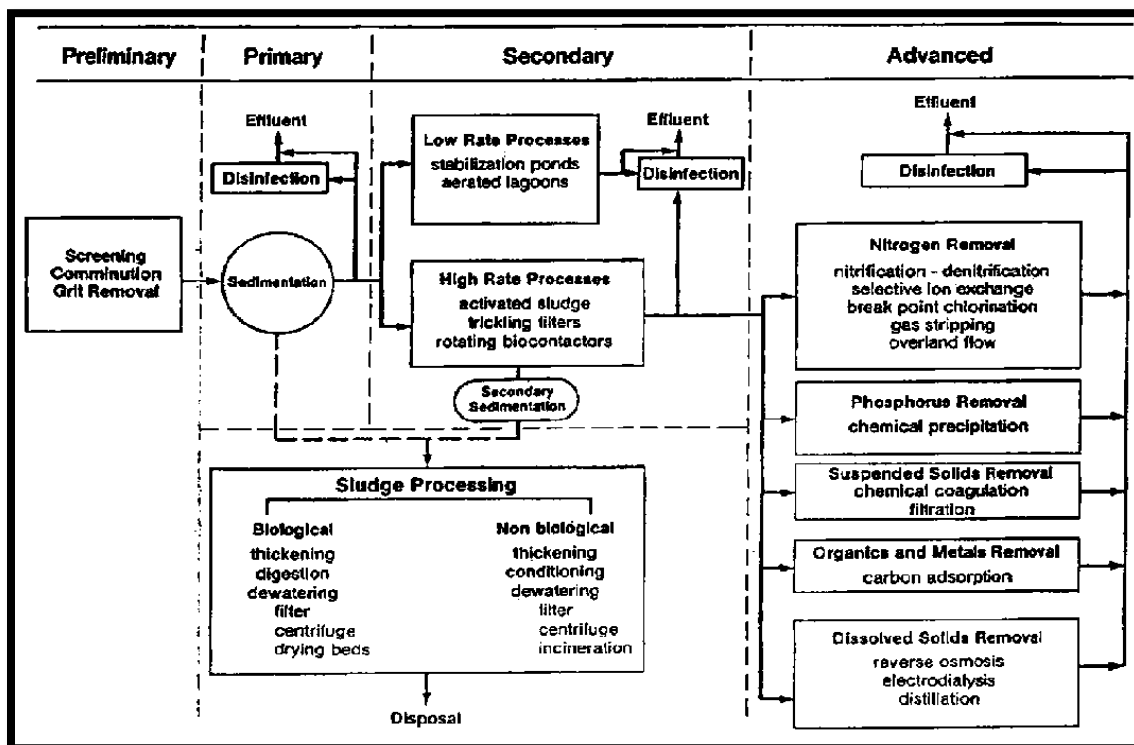 Preliminary
Primary
Secondary
Advanced
Screening
Comminution
Grit Removal
Effluent
Disinfection
Sedimentation
Low Rate Processes
stabilization ponds
aerated lagoons
High Rate Processes
activated sludge
trickling filters
rotating biocontactors
Secondary
Sedimentation
Effluent
Disinfection
Sludge Processing
Biological
thickening
digestion
dewatering
filter
centrifuge
drying beds
Non biological
thickening
conditioning
dewatering
filter
centrifuge
incineration
Disposal
Effluent
Disinfection
Nitrogen Removal
nitrification - denitrification
selective ion exchange
break point chlorination
gas stripping
overland flow
Phosphorus Removal
chemical precipitation
Suspended Solids Removal
chemical coagulation
filtration
Organics and Metals Removal
carbon adsorption
Dissolved Solids Removal
reverse osmosis
electrodialysis
distillation